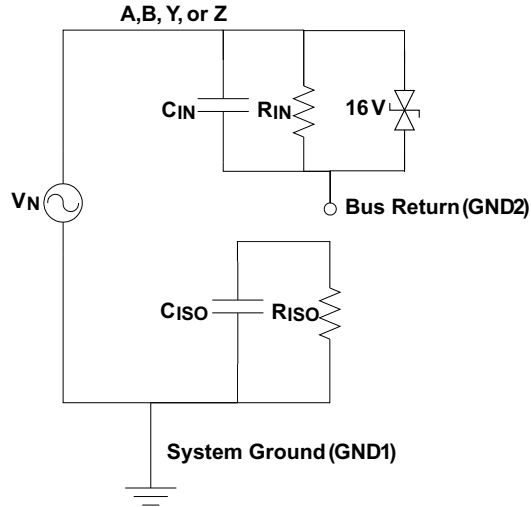 A,B, Y, or Z
CIN
RIN
16 V
VN
Bus Return (GND2)
CISO
RISO
System Ground (GND1)